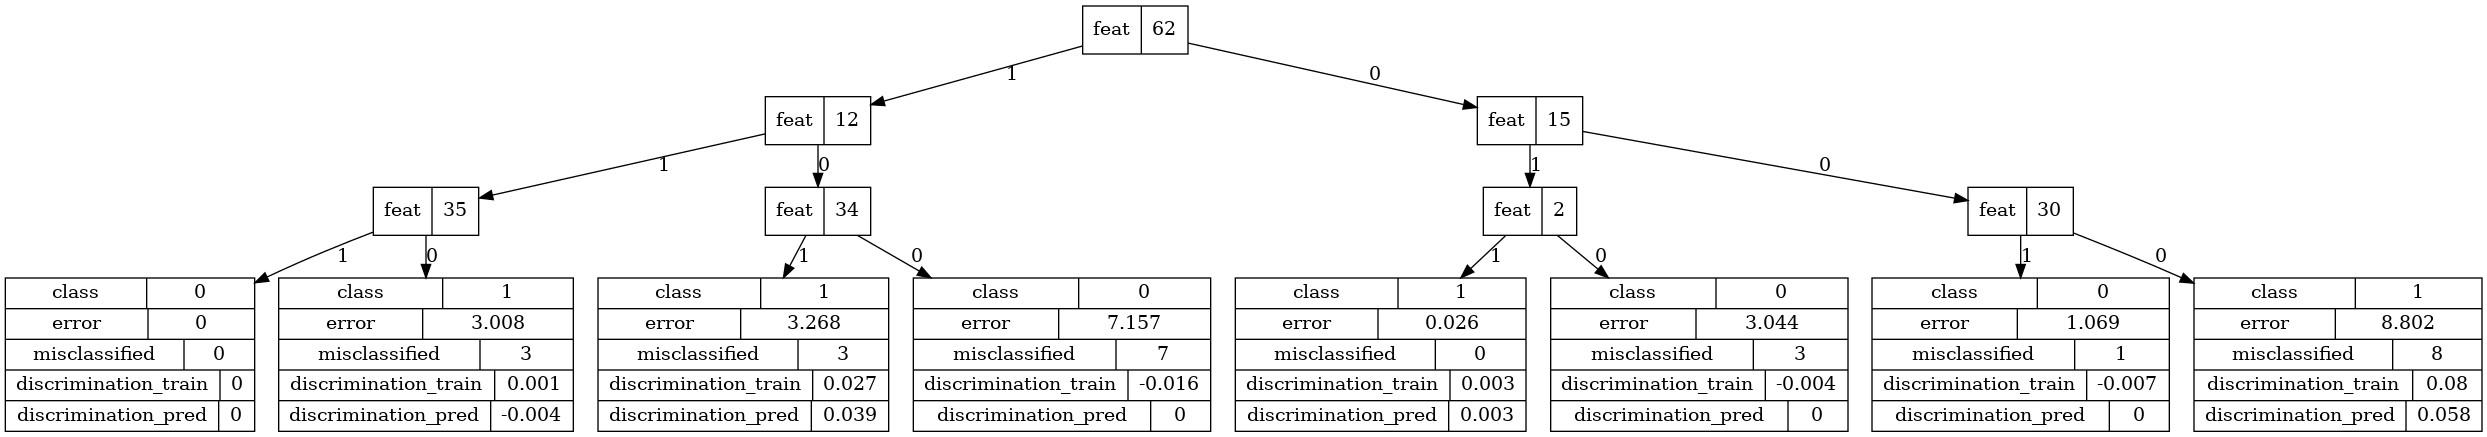 feat 62
1 0
feat 12
feat 15
1 0 1 0
feat 35
feat 34
feat 2
feat 30
1 0 1 0 1 0 1 0
class 0
error 0
misclassified 0
discrimination_train 0
discrimination_pred 0
class 1
error 3.008
misclassified 3
discrimination_train 0.001
discrimination_pred -0.004
class 1
error 3.268
misclassified 3
discrimination_train 0.027
discrimination_pred 0.039
class 0
error 7.157
misclassified 7
discrimination_train -0.016
discrimination_pred 0
class 1
error 0.026
misclassified 0
discrimination_train 0.003
discrimination_pred 0.003
class 0
error 3.044
misclassified 3
discrimination_train -0.004
discrimination_pred 0
class 0
error 1.069
misclassified 1
discrimination_train -0.007
discrimination_pred 0
class 1
error 8.802
misclassified 8
discrimination_train 0.08
discrimination_pred 0.058